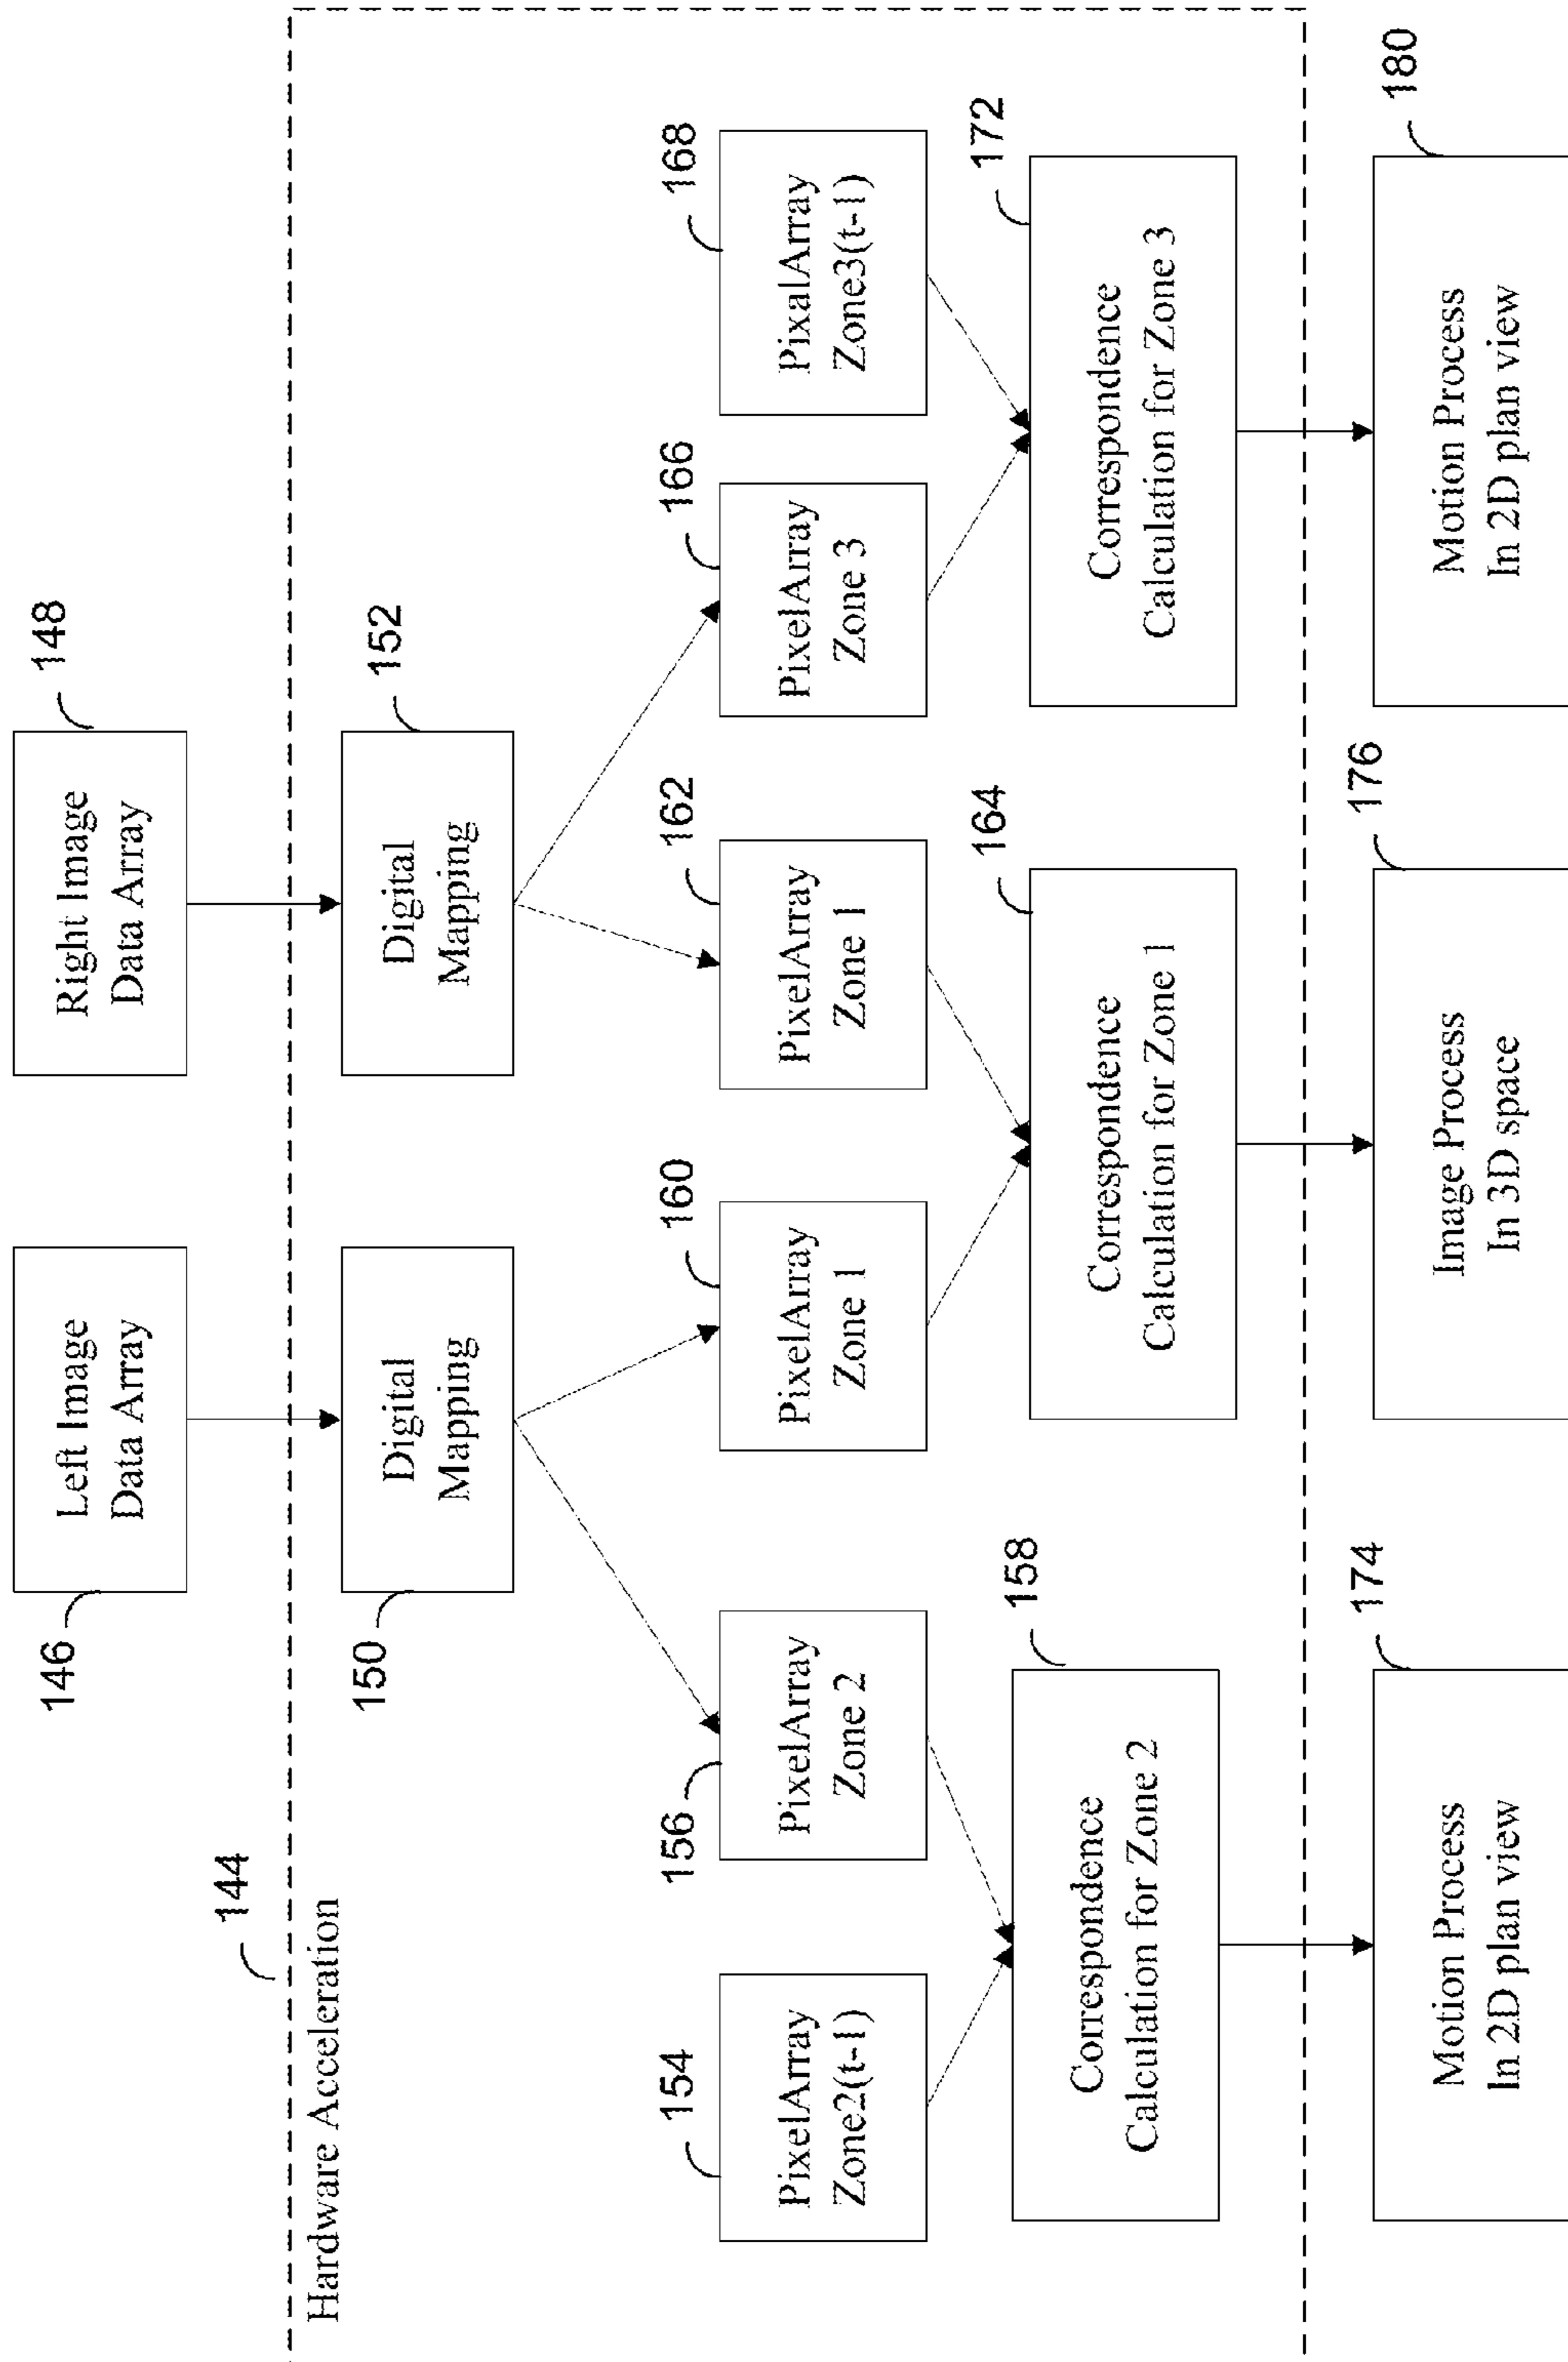 146
Left Image
Data Array
Right Image
Data Array
148
144
Hardware Acceleration
150
Digital
Mapping
Digital
Mapping
152
154
PixelArray
Zone2(t-1)
156
PixelArray
Zone 2
160
PixelArray
Zone 1
162
PixelArray
Zone 1
166
PixelArray
Zone 3
168
PixalArray
Zone3(t-1)
158
Correspondence
Calculation for Zone 2
164
Correspondence
Calculation for Zone 1
172
Correspondence
Calculation for Zone 3
174
Motion Process
In 2D plan view
176
Image Process
In 3D space
180
Motion Process
In 2D plan view